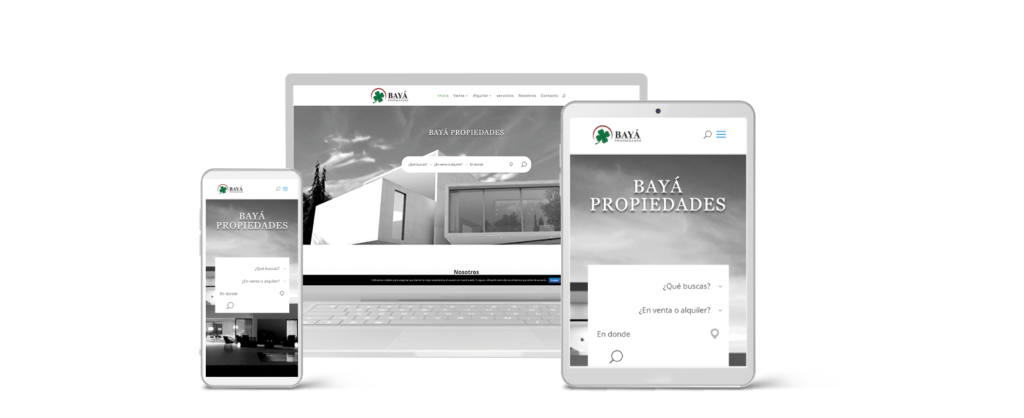 BAYÁ
PROPIEDADES
Inicio Venta Alquiler servicios Nosotros Contacto
BAYÁ PROPIEDADES
¿Qué buscas? ¿En venta o alquiler? En donde
Nosotros
BAYÁ
PROPIEDADES
BAYÁ
PROPIEDADES
¿Qué buscas?
¿En venta o alquiler?
En donde
BAYÁ
BAYÁ
PROPIEDADES
¿Qué buscas?
¿En venta o alquiler?
En donde